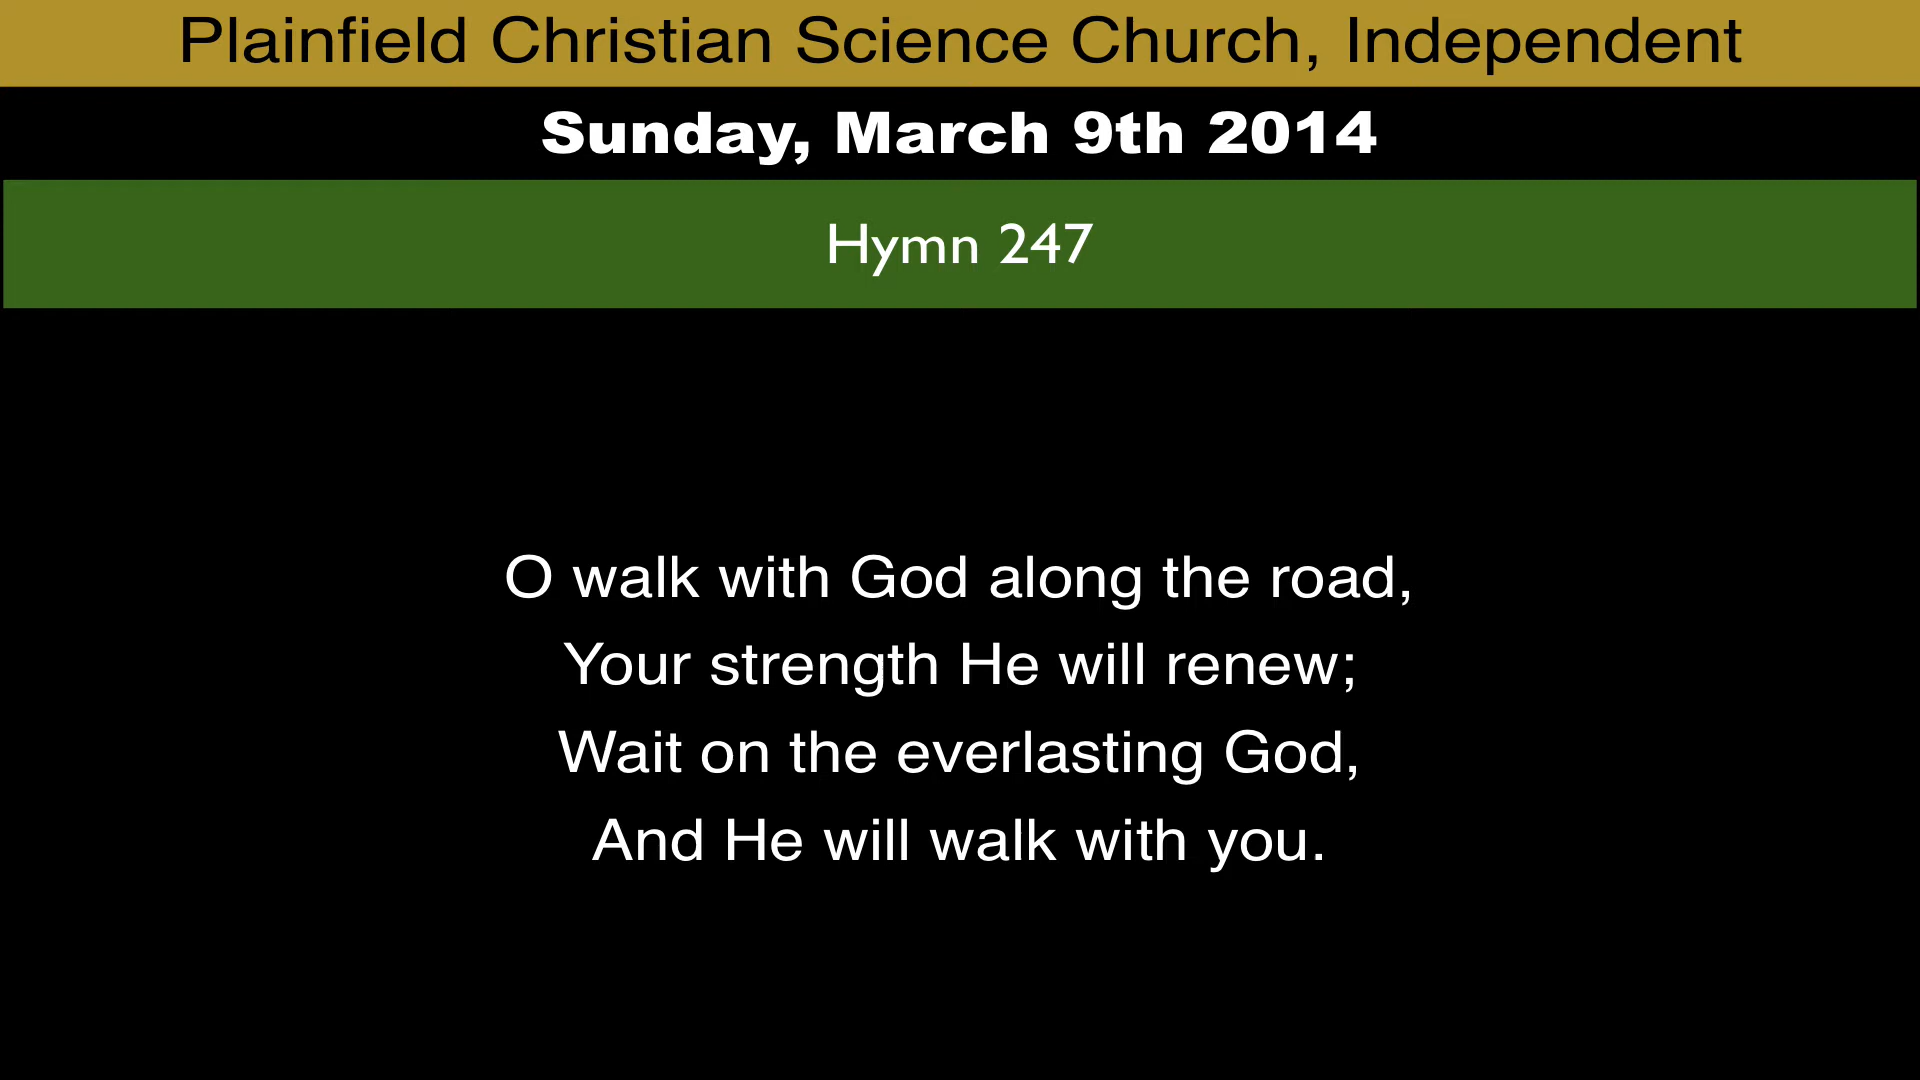 Plainfield Christian Science Church, Independent
Sunday, March 9th 2014
Hymn 247
O walk with God along the road,
Your strength He will renew;
Wait on the everlasting God,
And He will walk with you.